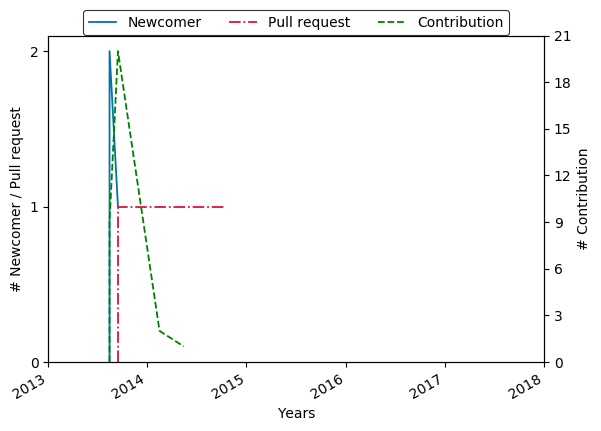 Newcomer Pull request Contribution
# Newcomer / Pull request
2
1
0
# Contribution
21
18
15
12
9
6
3
0
2013 2014 2015 2016 2017 2018
Years